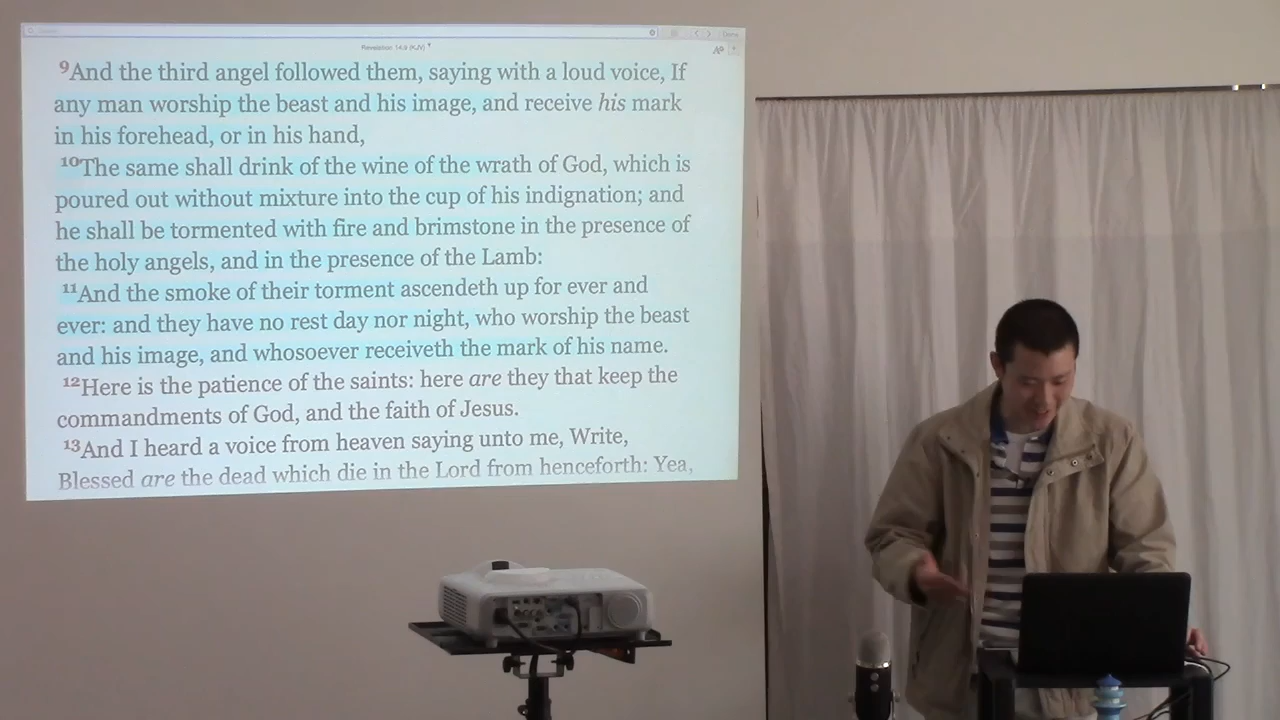 Revelation 14:9 (KJV)
Done
9And the third angel followed them, saying with a loud voice, If
any man worship the beast and his image, and receive his mark
in his forehead, or in his hand,
10The same shall drink of the wine of the wrath of God, which is
poured out without mixture into the cup of his indignation; and
he shall be tormented with fire and brimstone in the presence of
the holy angels, and in the presence of the Lamb:
11And the smoke of their torment ascendeth up for ever and
ever: and they have no rest day nor night, who worship the beast
and his image, and whosoever receiveth the mark of his name.
12Here is the patience of the saints: here are they that keep the
commandments of God, and the faith of Jesus.
13And I heard a voice from heaven saying unto me, Write,
Blessed are the dead which die in the Lord from henceforth: Yea,